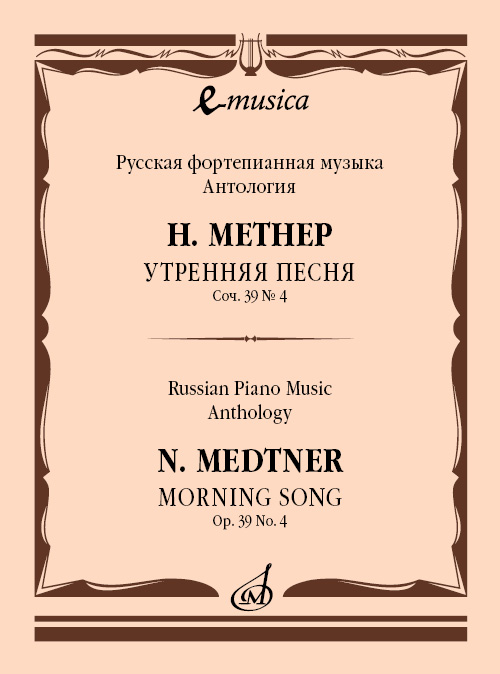 e-musica
Русская фортепианная музыка
Антология
Н. МЕТНЕР
УТРЕННЯЯ ПЕСНЯ
Соч. 39 № 4
Russian Piano Music
Anthology
N. MEDTNER
MORNING SONG
Op. 39 No. 4